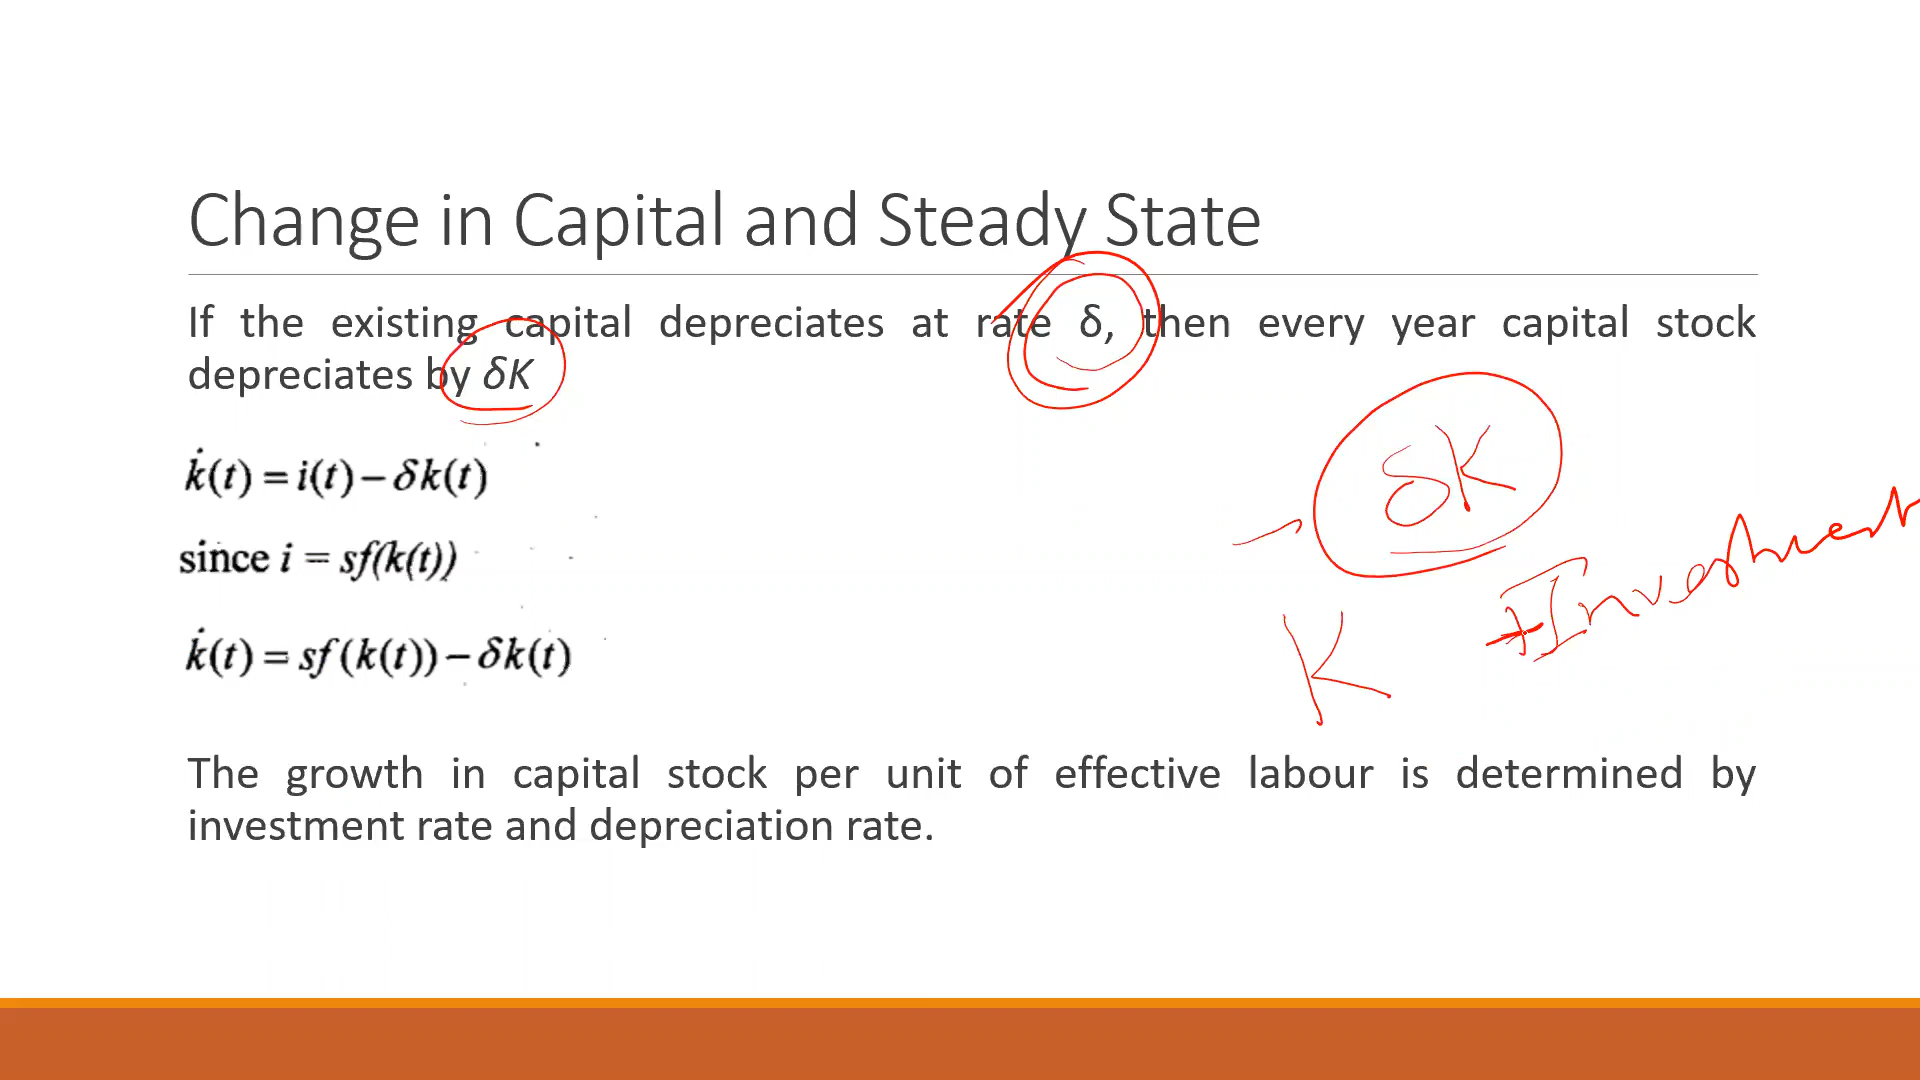 Change in Capital and Steady State
If the existing capital depreciates at rate δ, then every year capital stock
depreciates by δK
k̇(t) = i(t) – δk(t)
since i = sf(k(t))
k̇(t) = sf(k(t)) – δk(t)
δK
+Investment
K
The growth in capital stock per unit of effective labour is determined by
investment rate and depreciation rate.